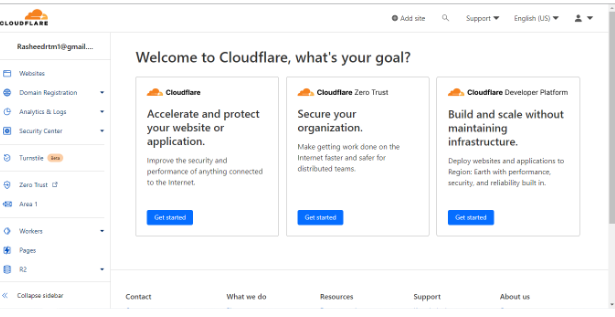 CLOUDFLARE
Add site
Support
English (US)
Rasheedrtm1@gmail....
Websites
Domain Registration
Analytics & Logs
Security Center
Turnstile Beta
Zero Trust
Area 1
Workers
Pages
R2
Collapse sidebar
Welcome to Cloudflare, what's your goal?
Cloudflare
Accelerate and protect
your website or
application.
Improve the security and
performance of anything connected
to the Internet.
Get started
Cloudflare Zero Trust
Secure your
organization.
Make getting work done on the
Internet faster and safer for
distributed teams.
Get started
Cloudflare Developer Platform
Build and scale without
maintaining
infrastructure.
Deploy websites and applications to
Region: Earth with performance,
security, and reliability built in.
Get started
Contact
What we do
Resources
Support
About us